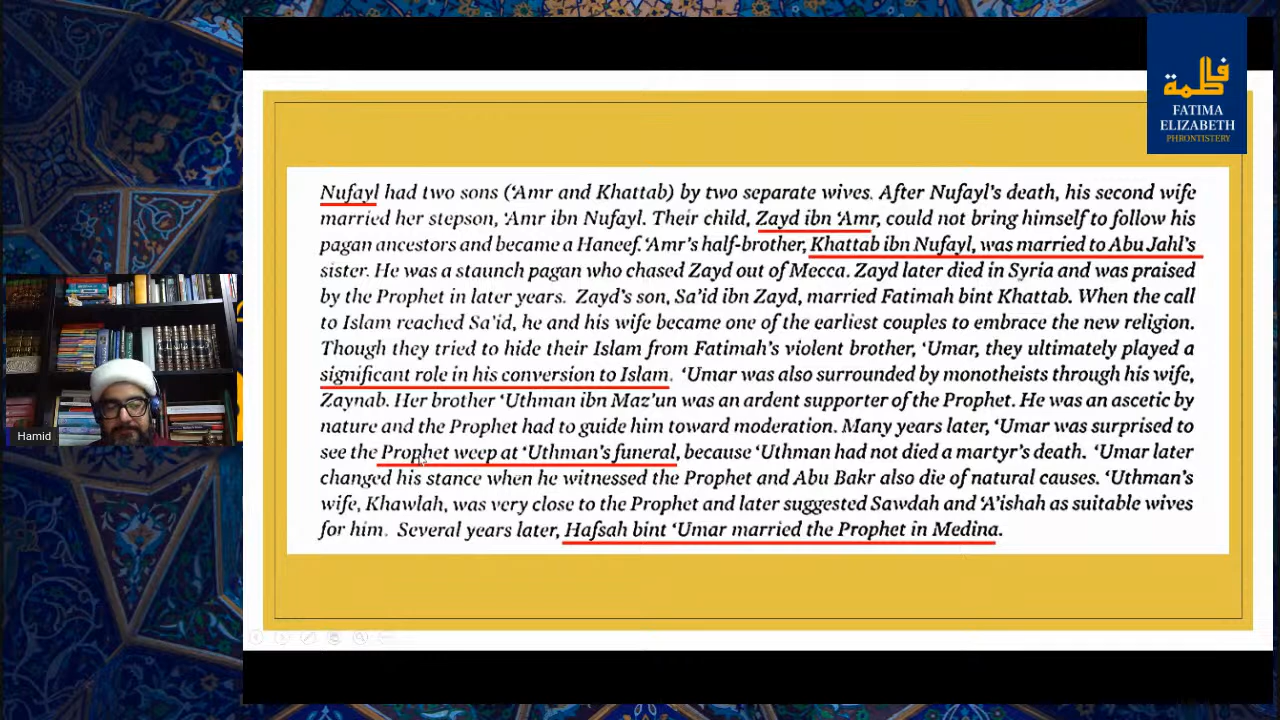 فاطمة
FATIMA
ELIZABETH
PHRONTISTERY
Nufayl had two sons (‘Amr and Khattab) by two separate wives. After Nufayl’s death, his second wife
married her stepson, ‘Amr ibn Nufayl. Their child, Zayd ibn ‘Amr, could not bring himself to follow his
pagan ancestors and became a Haneef. ‘Amr’s half-brother, Khattab ibn Nufayl, was married to Abu Jahl’s
sister. He was a staunch pagan who chased Zayd out of Mecca. Zayd later died in Syria and was praised
by the Prophet in later years. Zayd’s son, Sa’id ibn Zayd, married Fatimah bint Khattab. When the call
to Islam reached Sa’id, he and his wife became one of the earliest couples to embrace the new religion.
Though they tried to hide their Islam from Fatimah’s violent brother, ‘Umar, they ultimately played a
significant role in his conversion to Islam. ‘Umar was also surrounded by monotheists through his wife,
Zaynab. Her brother ‘Uthman ibn Maz’un was an ardent supporter of the Prophet. He was an ascetic by
nature and the Prophet had to guide him toward moderation. Many years later, ‘Umar was surprised to
see the Prophet weep at ‘Uthman’s funeral, because ‘Uthman had not died a martyr’s death. ‘Umar later
changed his stance when he witnessed the Prophet and Abu Bakr also die of natural causes. ‘Uthman’s
wife, Khawlah, was very close to the Prophet and later suggested Sawdah and ‘A’ishah as suitable wives
for him. Several years later, Hafsah bint ‘Umar married the Prophet in Medina.
Hamid